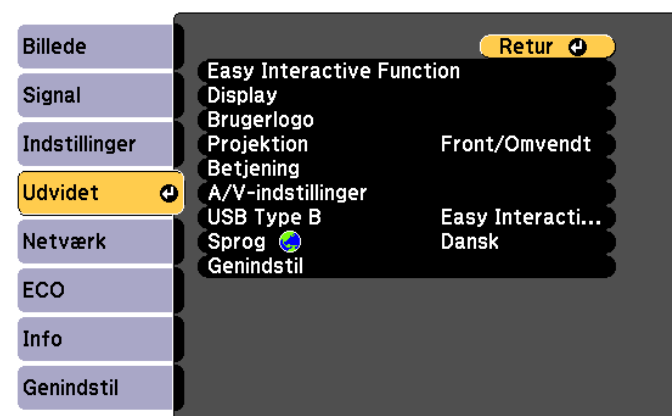 Billede
Signal
Indstillinger
Udvidet
Netværk
ECO
Info
Genindstil
Retur
Easy Interactive Function
Display
Brugerlogo
Projektion Front/Omvendt
Betjening
A/V-indstillinger
USB Type B Easy Interacti...
Sprog Dansk
Genindstil